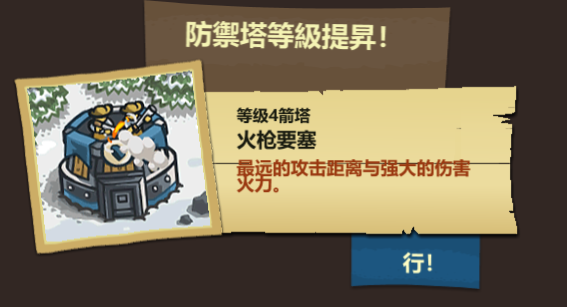 防禦塔等級提昇!
等级4箭塔
火枪要塞
最远的攻击距离与强大的伤害
火力。
行!